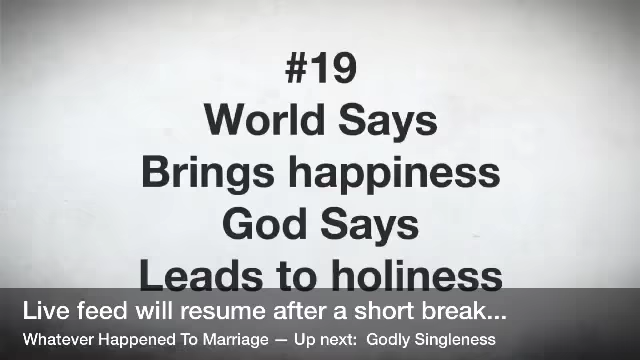 #19
World Says
Brings happiness
God Says
Leads to holiness
Live feed will resume after a short break...
Whatever Happened To Marriage — Up next: Godly Singleness